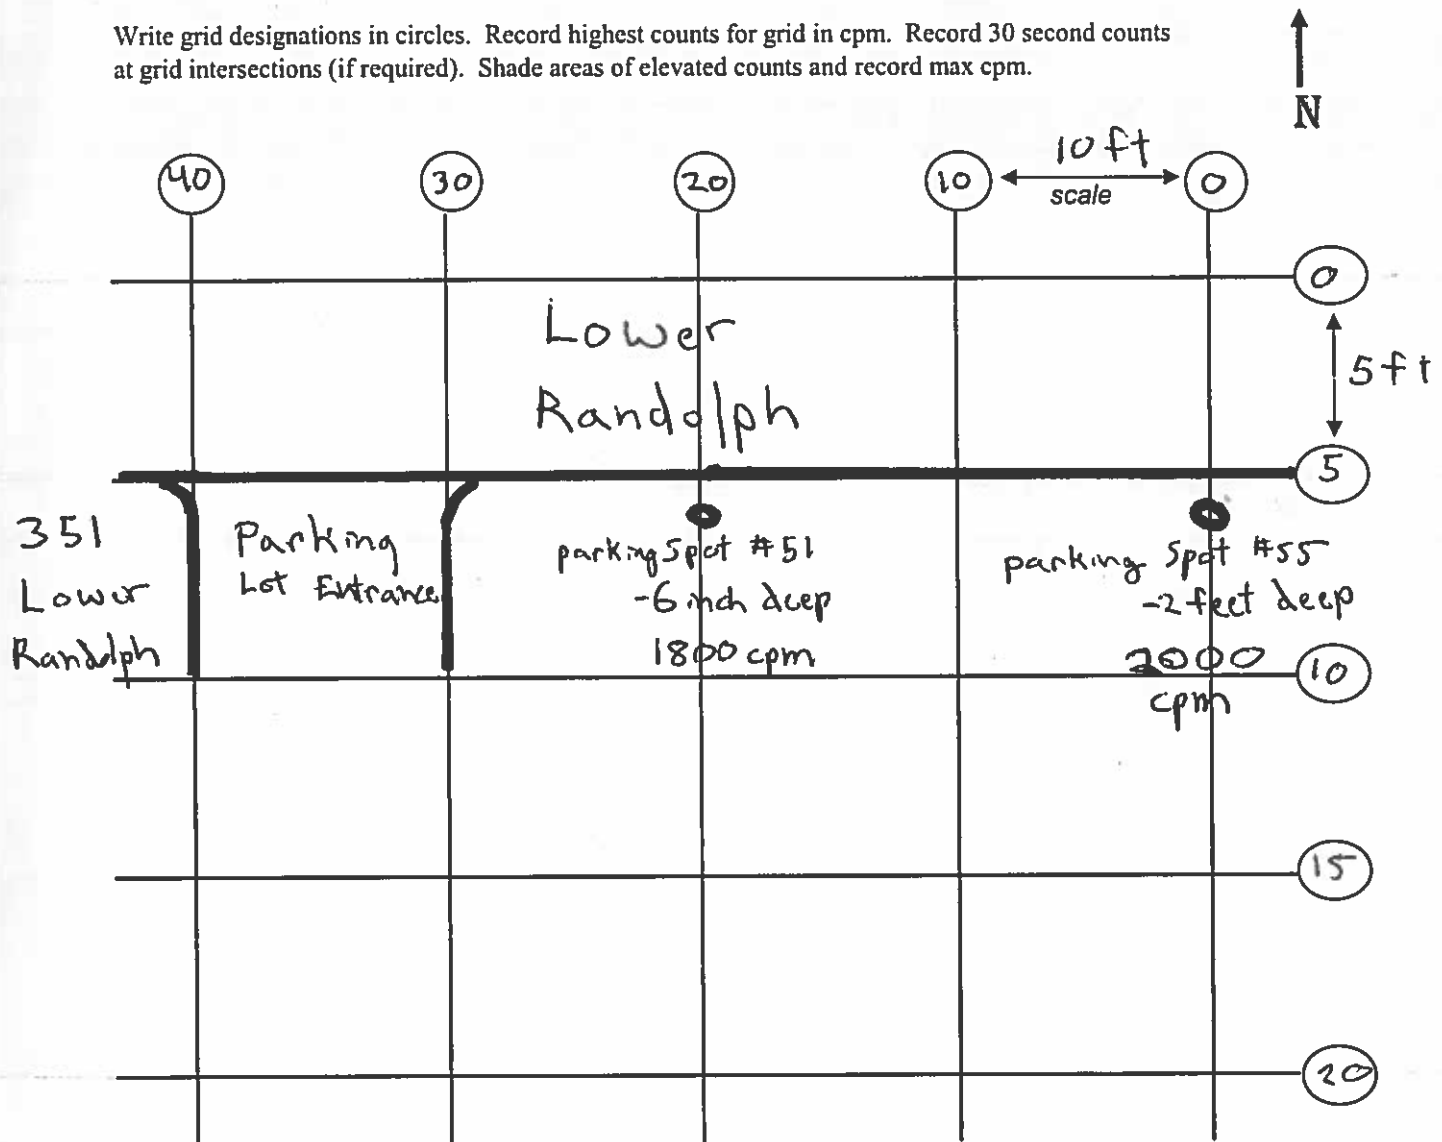 Write grid designations in circles. Record highest counts for grid in cpm. Record 30 second counts
at grid intersections (if required). Shade areas of elevated counts and record max cpm.
N
40
30
20
10
10 ft
scale
0
0
5 ft
5
10
15
20
Lower
Randolph
351
Lower
Randolph
Parking
Lot Entrance
parking Spot #51
-6 inch deep
1800 cpm
parking Spot #55
-2 feet deep
2000
cpm